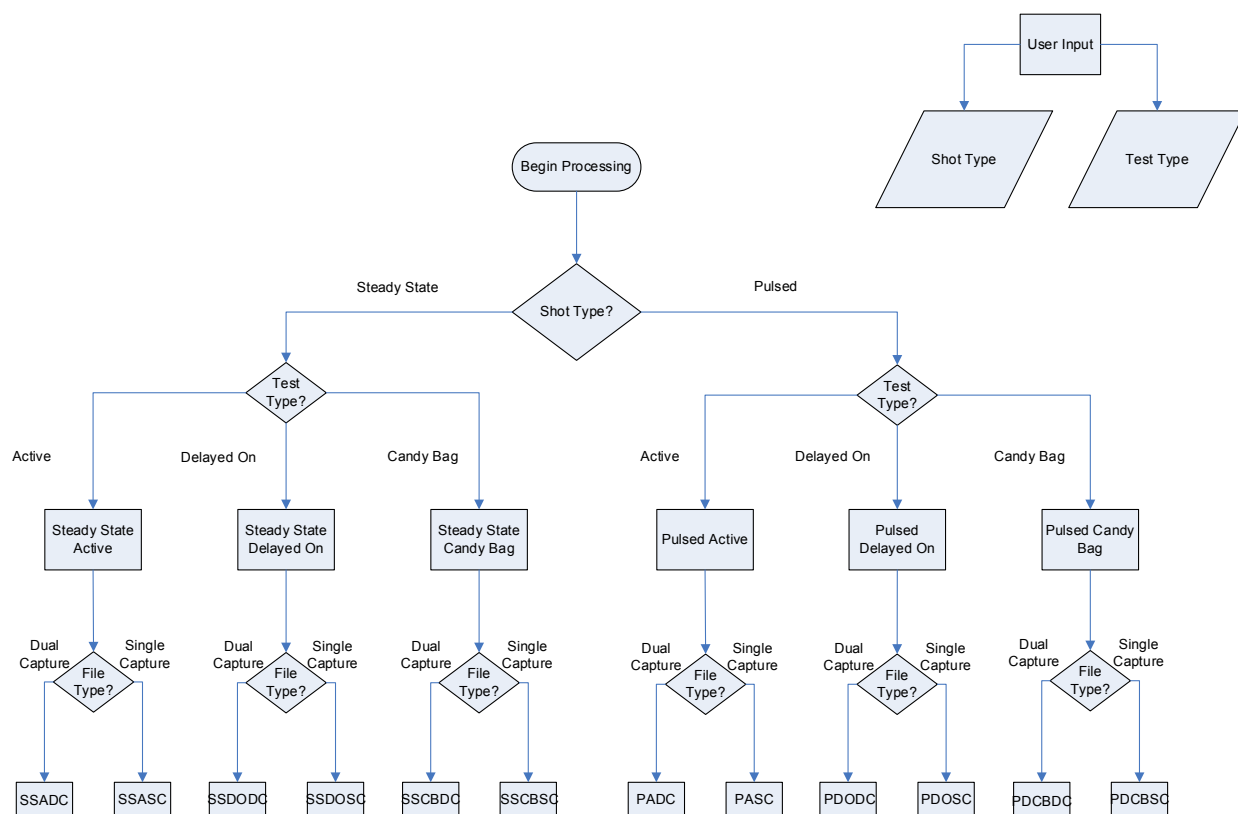 User Input
Shot Type
Test Type
Begin Processing
Steady State
Pulsed
Shot Type?
Test
Type?
Test
Type?
Active
Delayed On
Candy Bag
Active
Delayed On
Candy Bag
Steady State
Active
Steady State
Delayed On
Steady State
Candy Bag
Pulsed Active
Pulsed
Delayed On
Pulsed Candy
Bag
Dual
Capture
Single
Capture
File
Type?
Dual
Capture
Single
Capture
File
Type?
Dual
Capture
Single
Capture
File
Type?
Dual
Capture
Single
Capture
File
Type?
Dual
Capture
Single
Capture
File
Type?
Dual
Capture
Single
Capture
File
Type?
SSADC
SSASC
SSDODC
SSDOSC
SSCBDC
SSCBSC
PADC
PASC
PDODC
PDOSC
PDCBDC
PDCBSC